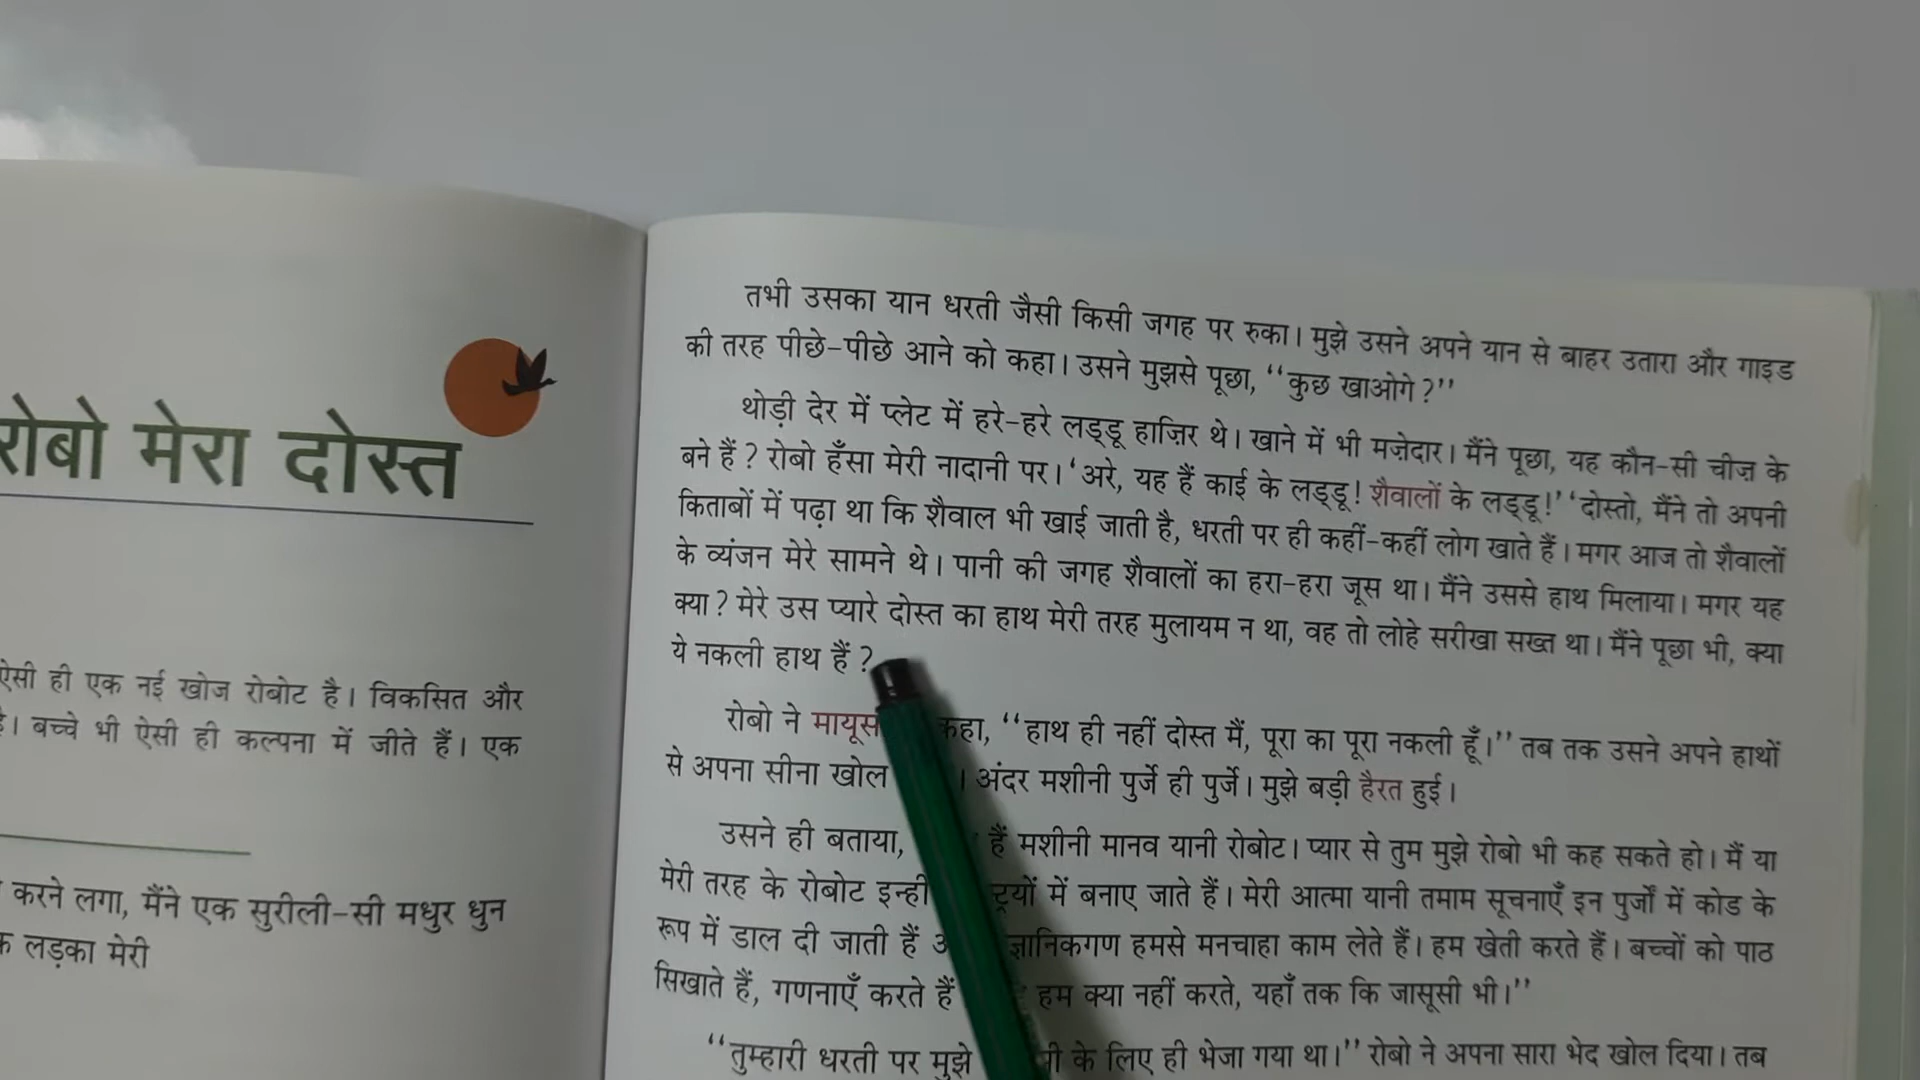 रोबो मेरा दोस्त
ऐसी ही एक नई खोज रोबोट है। विकसित और
है। बच्चे भी ऐसी ही कल्पना में जीते हैं। एक
करने लगा, मैंने एक सुरीली-सी मधुर धुन
लड़का मेरी
तभी उसका यान धरती जैसी किसी जगह पर रुका। मुझे उसने अपने यान से बाहर उतारा और गाइड
की तरह पीछे-पीछे आने को कहा। उसने मुझसे पूछा, “कुछ खाओगे?”
थोड़ी देर में प्लेट में हरे-हरे लड्डू हाज़िर थे। खाने में भी मज़ेदार। मैंने पूछा, यह कौन-सी चीज़ के
बने हैं? रोबो हँसा मेरी नादानी पर। ‘अरे, यह हैं काई के लड्डू! शैवालों के लड्डू!’ ‘दोस्तो, मैंने तो अपनी
किताबों में पढ़ा था कि शैवाल भी खाई जाती है, धरती पर ही कहीं-कहीं लोग खाते हैं। मगर आज तो शैवालों
के व्यंजन मेरे सामने थे। पानी की जगह शैवालों का हरा-हरा जूस था। मैंने उससे हाथ मिलाया। मगर यह
क्या? मेरे उस प्यारे दोस्त का हाथ मेरी तरह मुलायम न था, वह तो लोहे सरीखा सख्त था। मैंने पूछा भी, क्या
ये नकली हाथ हैं?
रोबो ने मायूस कहा, “हाथ ही नहीं दोस्त मैं, पूरा का पूरा नकली हूँ।” तब तक उसने अपने हाथों
से अपना सीना खोल । अंदर मशीनी पुर्जे ही पुर्जे। मुझे बड़ी हैरत हुई।
उसने ही बताया, हैं मशीनी मानव यानी रोबोट। प्यार से तुम मुझे रोबो भी कह सकते हो। मैं या
मेरी तरह के रोबोट में बनाए जाते हैं। मेरी आत्मा यानी तमाम सूचनाएँ इन पुर्जों में कोड के
रूप में डाल दी जाती हैं हमसे मनचाहा काम लेते हैं। हम खेती करते हैं। बच्चों को पाठ
सिखाते हैं, गणनाएँ करते हैं हम क्या नहीं करते, यहाँ तक कि जासूसी भी।”
“तुम्हारी धरती पर मुझे के लिए ही भेजा गया था।” रोबो ने अपना सारा भेद खोल दिया। तब